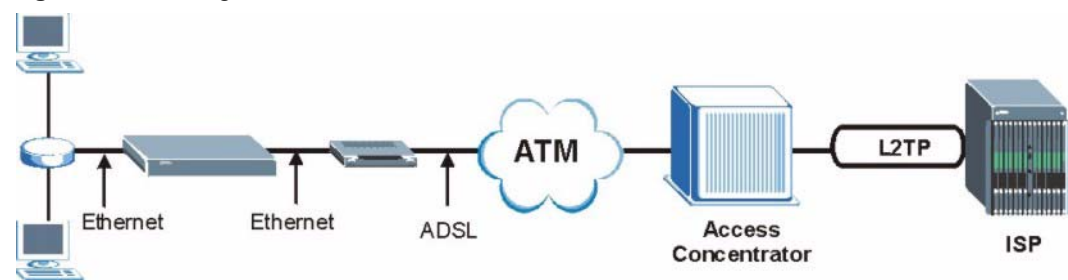 ATM
L2TP
Ethernet
Ethernet
ADSL
Access
Concentrator
ISP